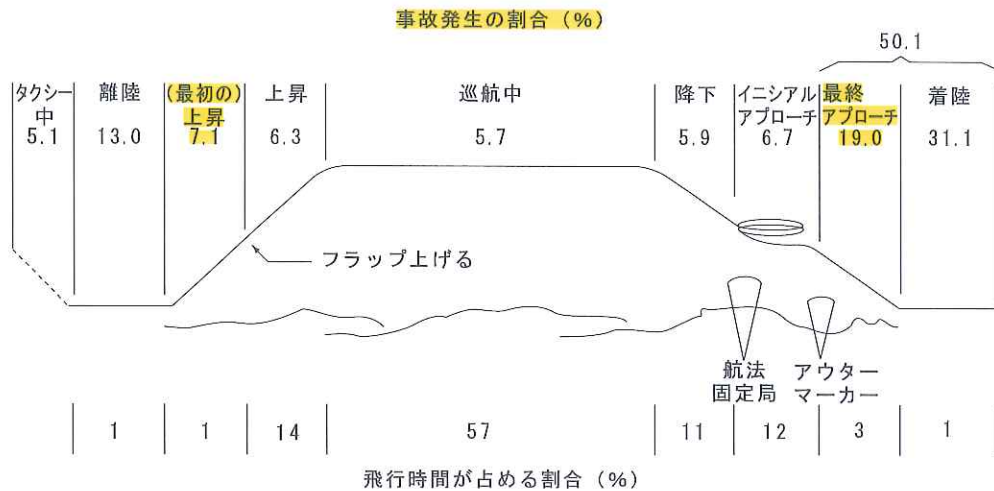 事故発生の割合（%）
50.1
タクシー中
5.1
離陸
13.0
(最初の)上昇
7.1
上昇
6.3
巡航中
5.7
降下
5.9
イニシアルアプローチ
6.7
最終アプローチ
19.0
着陸
31.1
フラップ上げる
航法固定局
アウターマーカー
1
1
14
57
11
12
3
1
飛行時間が占める割合（%）